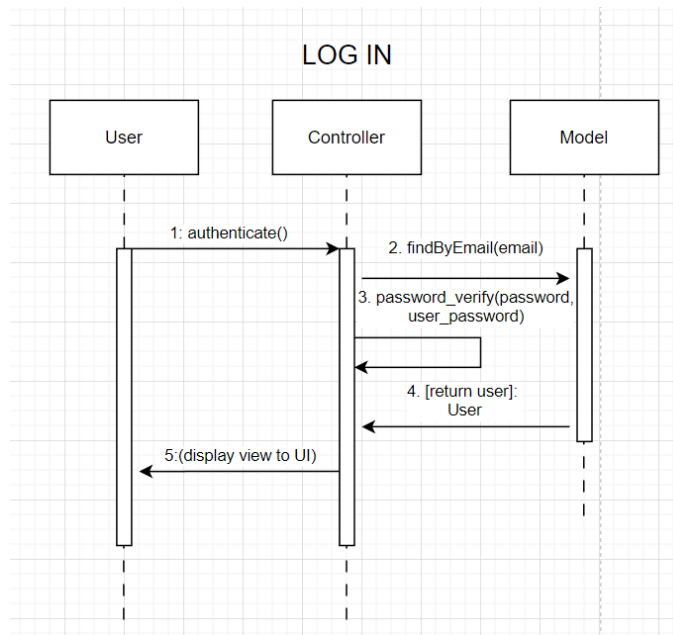 LOG IN
User
Controller
Model
1: authenticate()
2. findByEmail(email)
3. password_verify(password,
user_password)
4. [return user]:
User
5:(display view to UI)